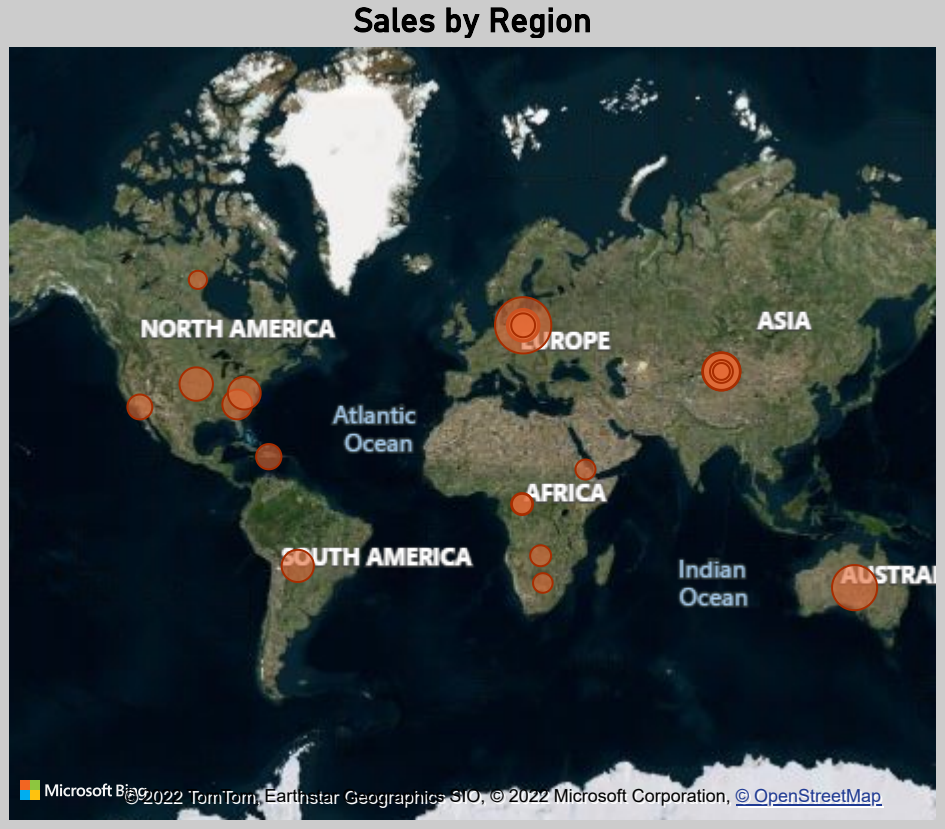 Sales by Region
NORTH AMERICA
ASIA
EUROPE
Atlantic
Ocean
AFRICA
SOUTH AMERICA
Indian
Ocean
AUSTRAL
Microsoft Bing
© 2022 TomTom, Earthstar Geographics SIO, © 2022 Microsoft Corporation, © OpenStreetMap